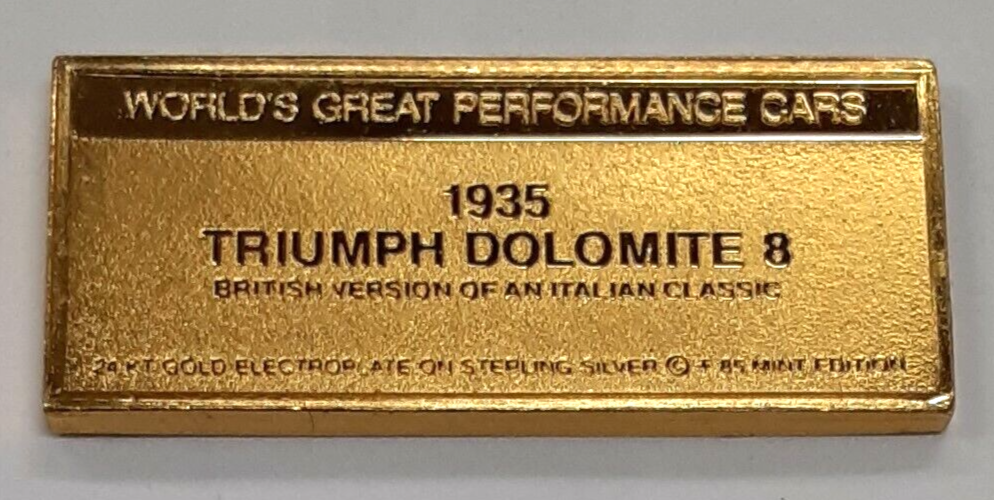 WORLD'S GREAT PERFORMANCE CARS
1935
TRIUMPH DOLOMITE 8
BRITISH VERSION OF AN ITALIAN CLASSIC
24 KT GOLD ELECTROPLATE ON STERLING SILVER © MINT EDITION